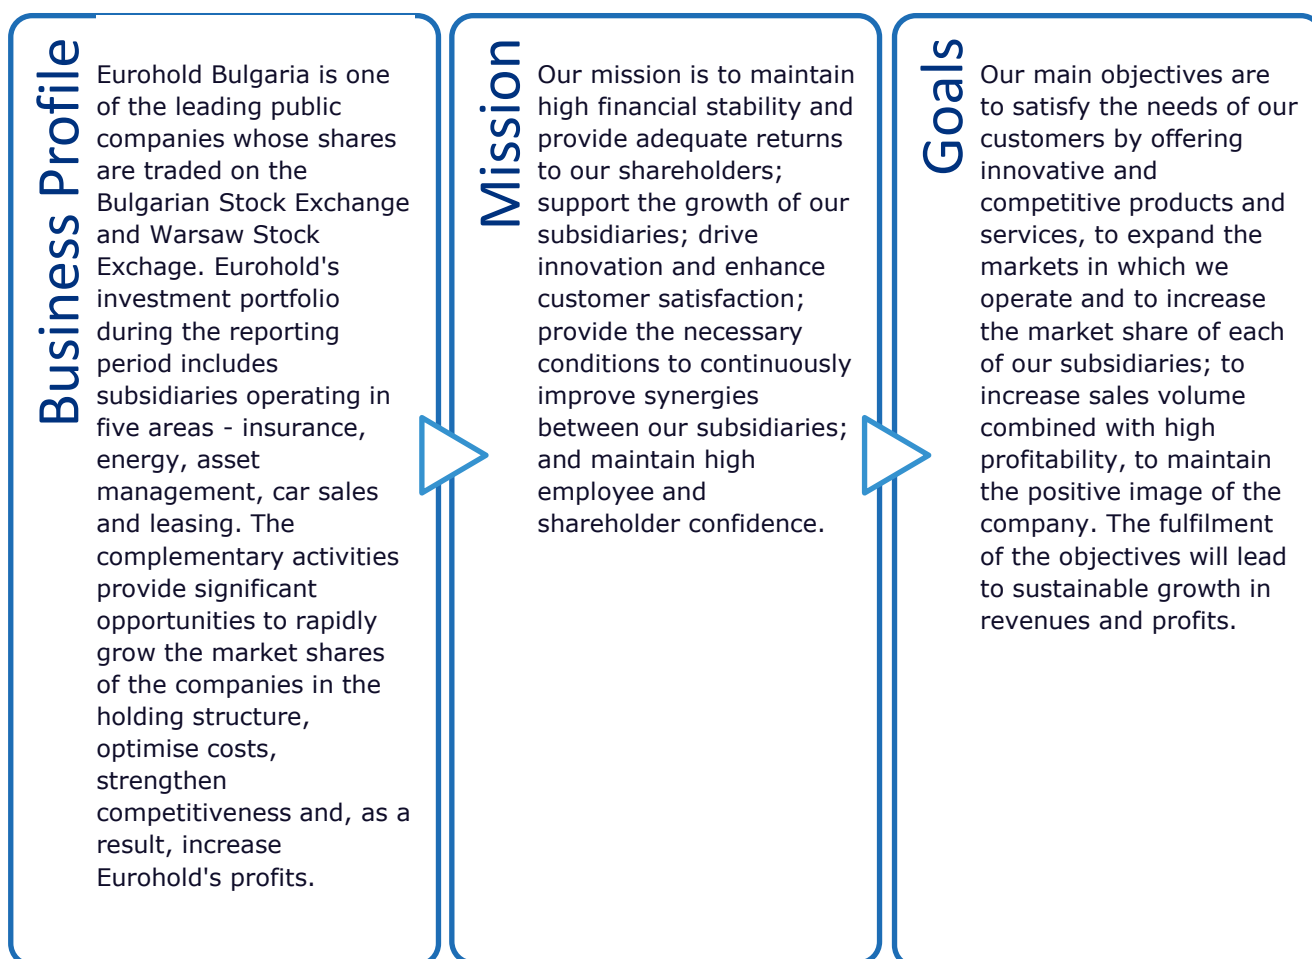 Business Profile
Eurohold Bulgaria is one
of the leading public
companies whose shares
are traded on the
Bulgarian Stock Exchange
and Warsaw Stock
Exchage. Eurohold's
investment portfolio
during the reporting
period includes
subsidiaries operating in
five areas - insurance,
energy, asset
management, car sales
and leasing. The
complementary activities
provide significant
opportunities to rapidly
grow the market shares
of the companies in the
holding structure,
optimise costs,
strengthen
competitiveness and, as a
result, increase
Eurohold's profits.
Mission
Our mission is to maintain
high financial stability and
provide adequate returns
to our shareholders;
support the growth of our
subsidiaries; drive
innovation and enhance
customer satisfaction;
provide the necessary
conditions to continuously
improve synergies
between our subsidiaries;
and maintain high
employee and
shareholder confidence.
Goals
Our main objectives are
to satisfy the needs of our
customers by offering
innovative and
competitive products and
services, to expand the
markets in which we
operate and to increase
the market share of each
of our subsidiaries; to
increase sales volume
combined with high
profitability, to maintain
the positive image of the
company. The fulfilment
of the objectives will lead
to sustainable growth in
revenues and profits.